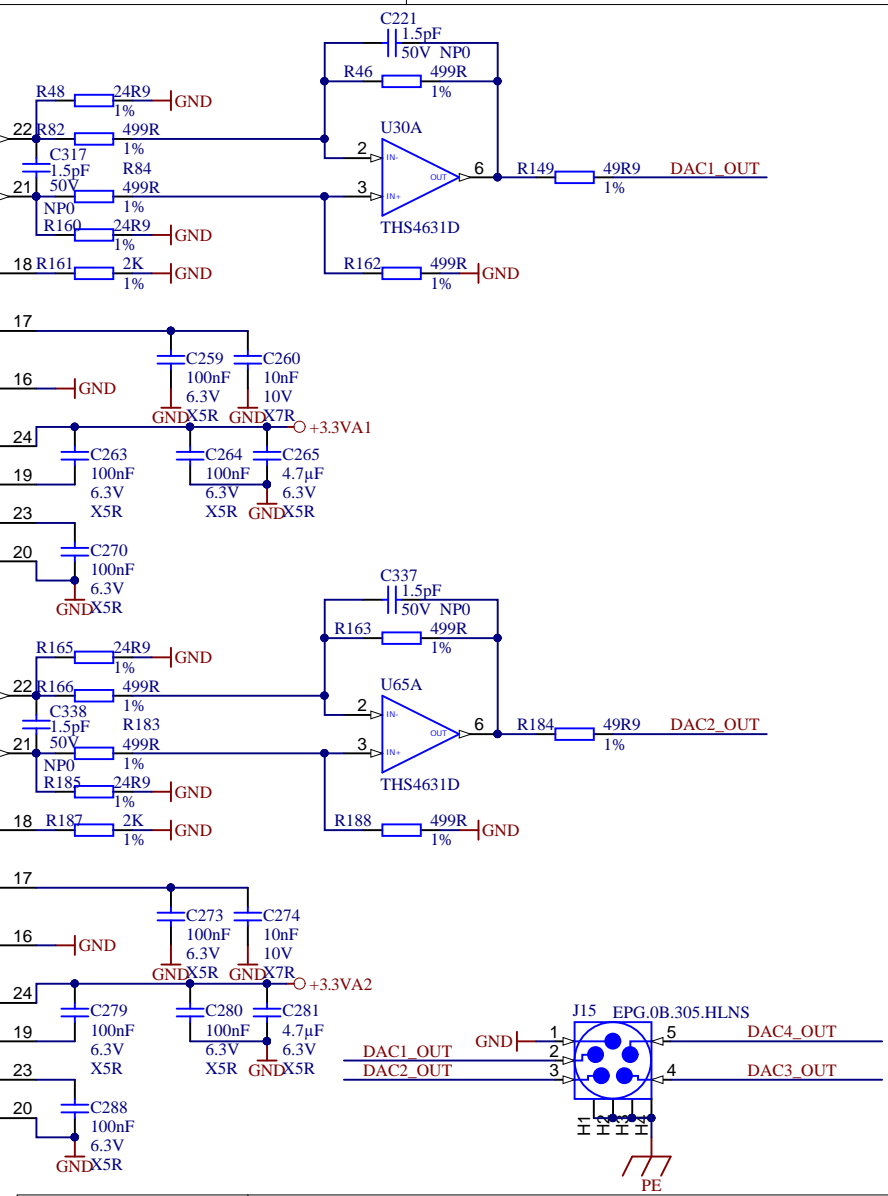 C221
1.5pF
50V NP0
R46 499R
1%
R48 24R9
1%
GND
22 R82 499R
1%
C317
1.5pF
50V
NP0
R84
21 499R
1%
R160 24R9
1%
GND
18 R161 2K
1%
GND
U30A
2 IN-
3 IN+
OUT 6
THS4631D
R149 49R9
1%
DAC1_OUT
R162 499R
1%
GND
17
C259
100nF
6.3V
X5R
GND
C260
10nF
10V
X7R
GND
16 GND
+3.3VA1
24
C263
100nF
6.3V
X5R
C264
100nF
6.3V
X5R
C265
4.7µF
6.3V
X5R
GND
19
23
C270
100nF
6.3V
X5R
20
GND
C337
1.5pF
50V NP0
R163 499R
1%
R165 24R9
1%
GND
22 R166 499R
1%
C338
1.5pF
50V
NP0
R183
21 499R
1%
R185 24R9
1%
GND
18 R187 2K
1%
GND
U65A
2 IN-
3 IN+
OUT 6
THS4631D
R184 49R9
1%
DAC2_OUT
R188 499R
1%
GND
17
C273
100nF
6.3V
X5R
GND
C274
10nF
10V
X7R
GND
16 GND
+3.3VA2
24
C279
100nF
6.3V
X5R
C280
100nF
6.3V
X5R
C281
4.7µF
6.3V
X5R
GND
19
23
C288
100nF
6.3V
X5R
20
GND
J15 EPG.0B.305.HLNS
GND 1
DAC1_OUT 2
DAC2_OUT 3
5 DAC4_OUT
4 DAC3_OUT
H1
H2
H3
H4
PE